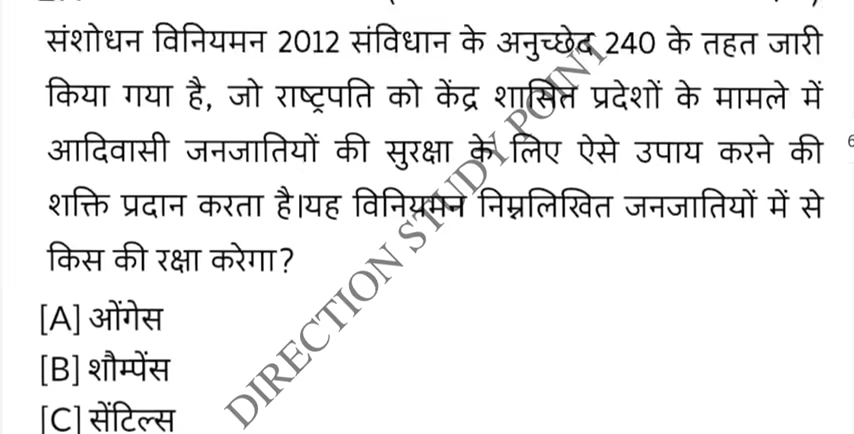 संशोधन विनियमन 2012 संविधान के अनुच्छेद 240 के तहत जारी
किया गया है, जो राष्ट्रपति को केंद्र शासित प्रदेशों के मामले में
आदिवासी जनजातियों की सुरक्षा के लिए ऐसे उपाय करने की
शक्ति प्रदान करता है।यह विनियमन निम्नलिखित जनजातियों में से
किस की रक्षा करेगा?
[A] ओंगेस
[B] शौम्पेंस
[C] सेंटिल्स
DIRECTION STUDY POINT